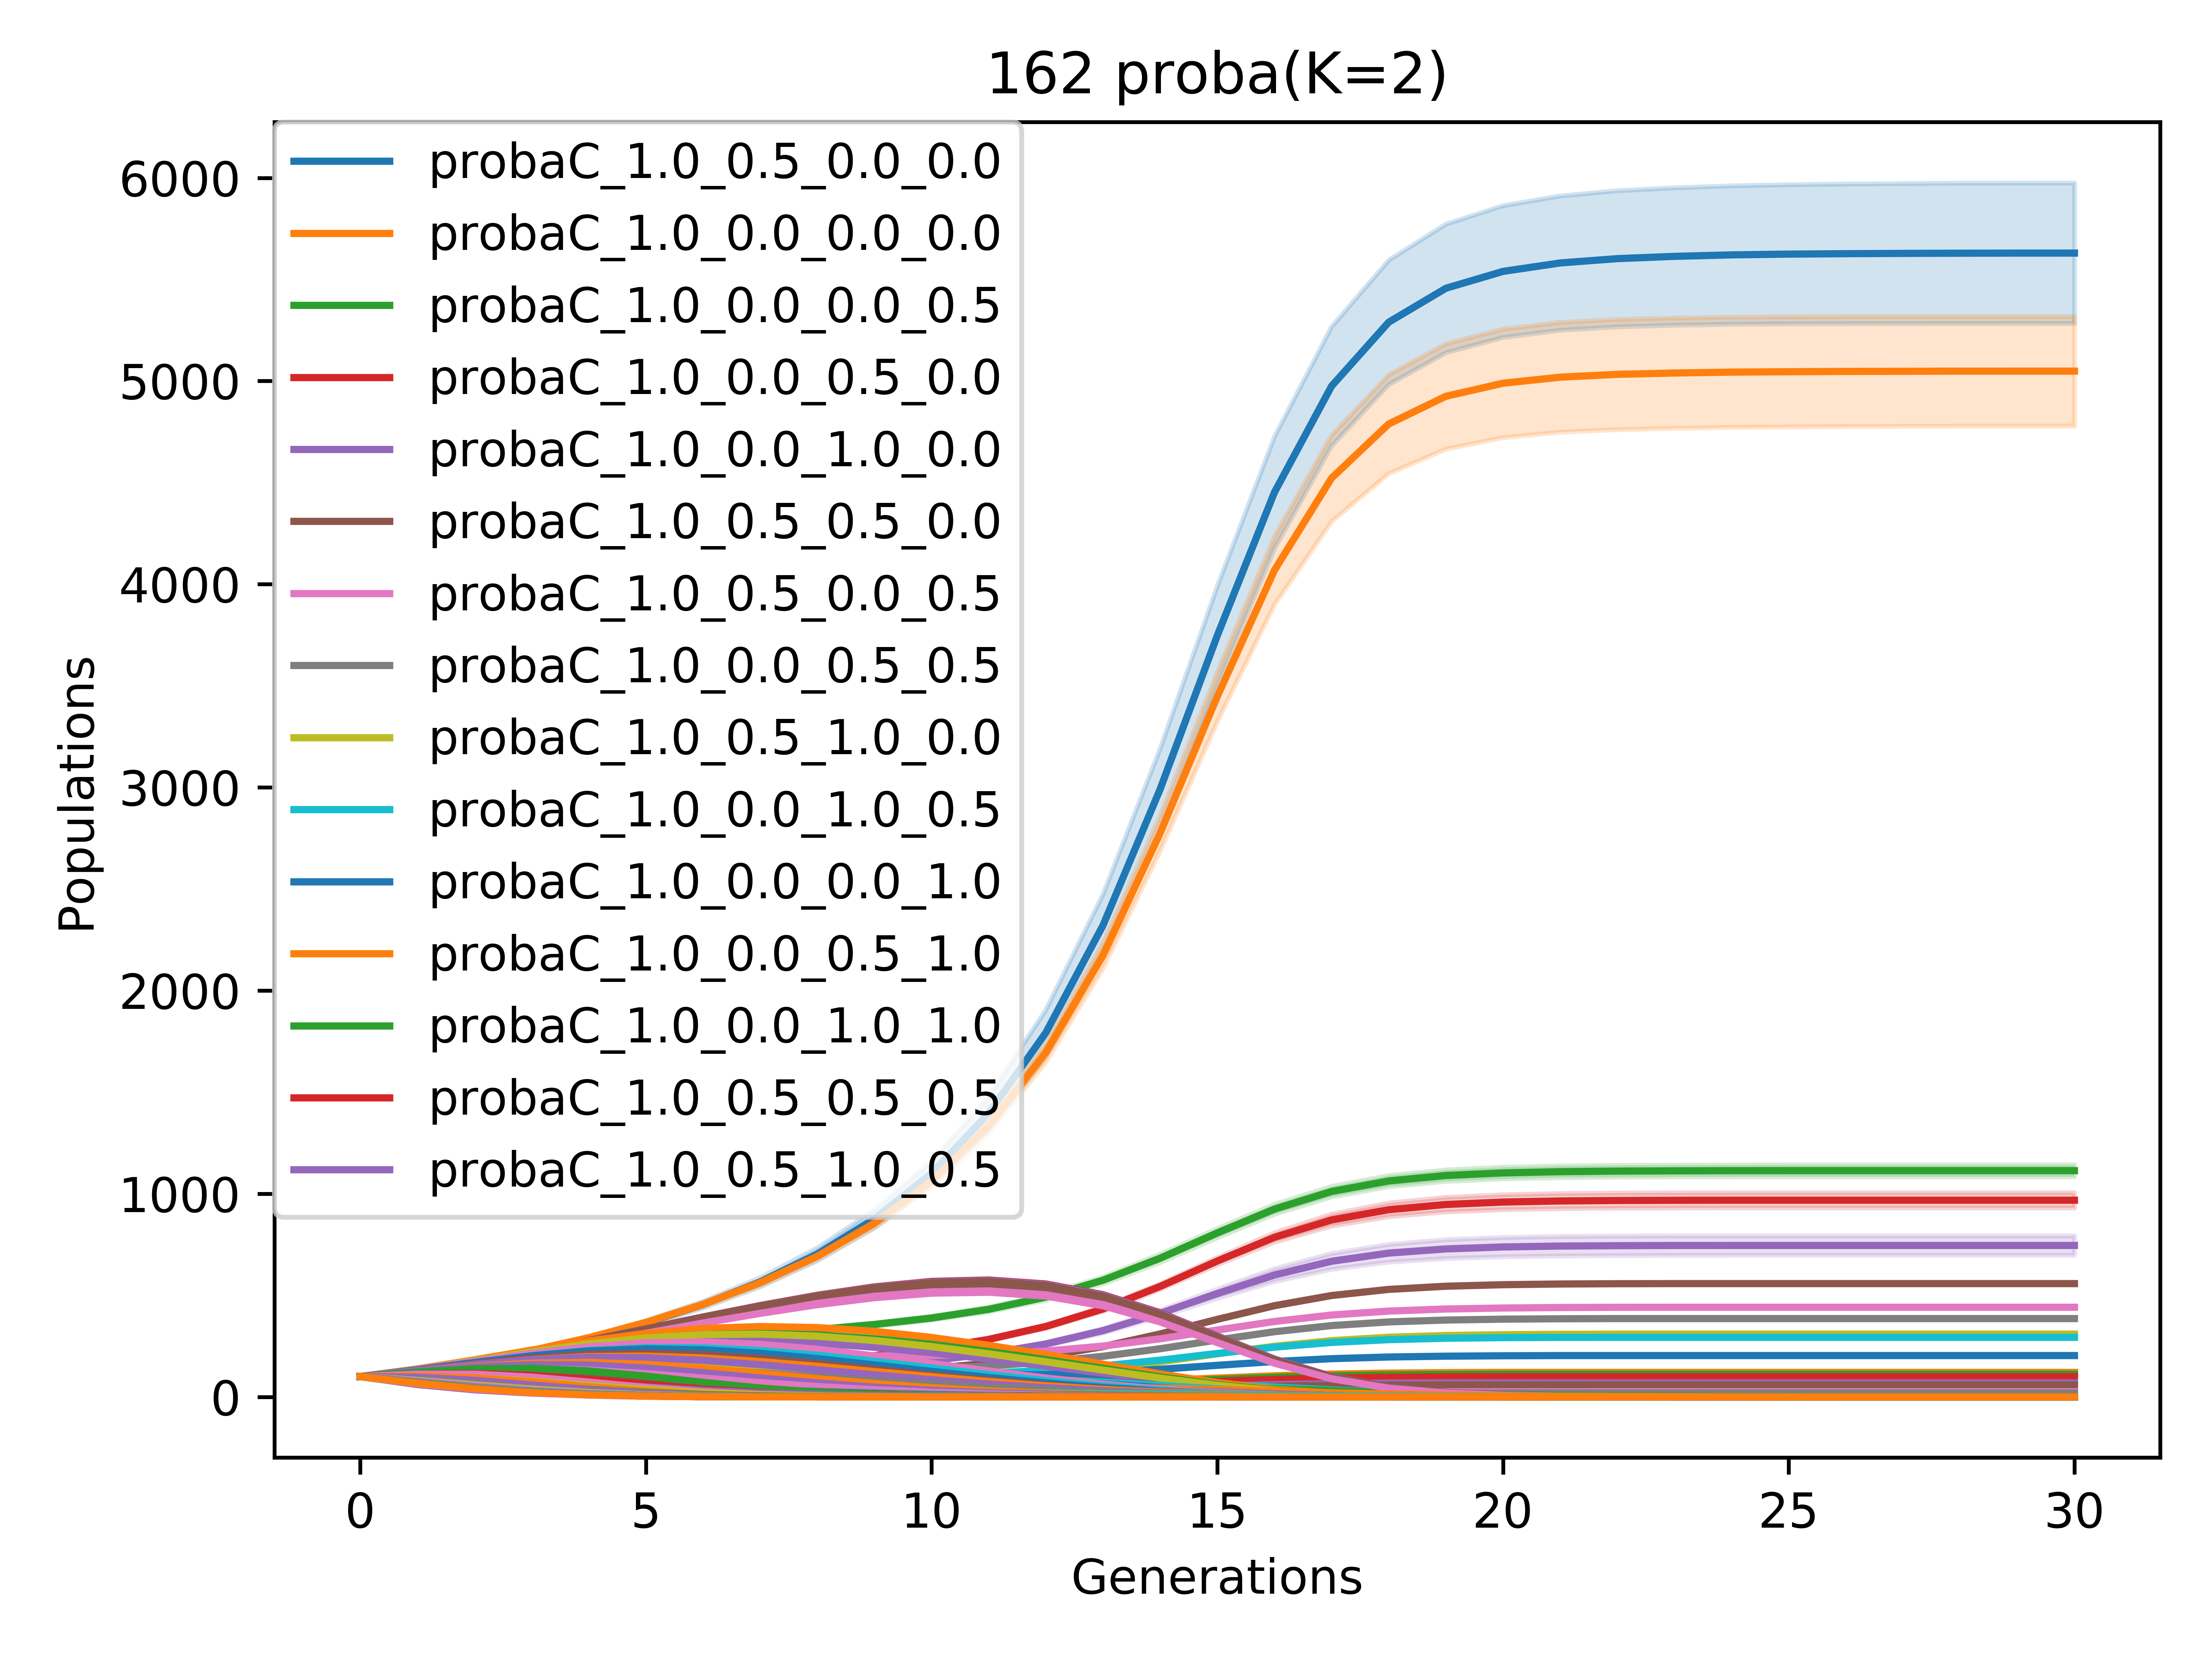 162 proba(K=2)
probaC_1.0_0.5_0.0_0.0
probaC_1.0_0.0_0.0_0.0
probaC_1.0_0.0_0.0_0.5
probaC_1.0_0.0_0.5_0.0
probaC_1.0_0.0_1.0_0.0
probaC_1.0_0.5_0.5_0.0
probaC_1.0_0.5_0.0_0.5
probaC_1.0_0.0_0.5_0.5
probaC_1.0_0.5_1.0_0.0
probaC_1.0_0.0_1.0_0.5
probaC_1.0_0.0_0.0_1.0
probaC_1.0_0.0_0.5_1.0
probaC_1.0_0.0_1.0_1.0
probaC_1.0_0.5_0.5_0.5
probaC_1.0_0.5_1.0_0.5
6000
5000
4000
3000
2000
1000
0
Populations
0 5 10 15 20 25 30
Generations